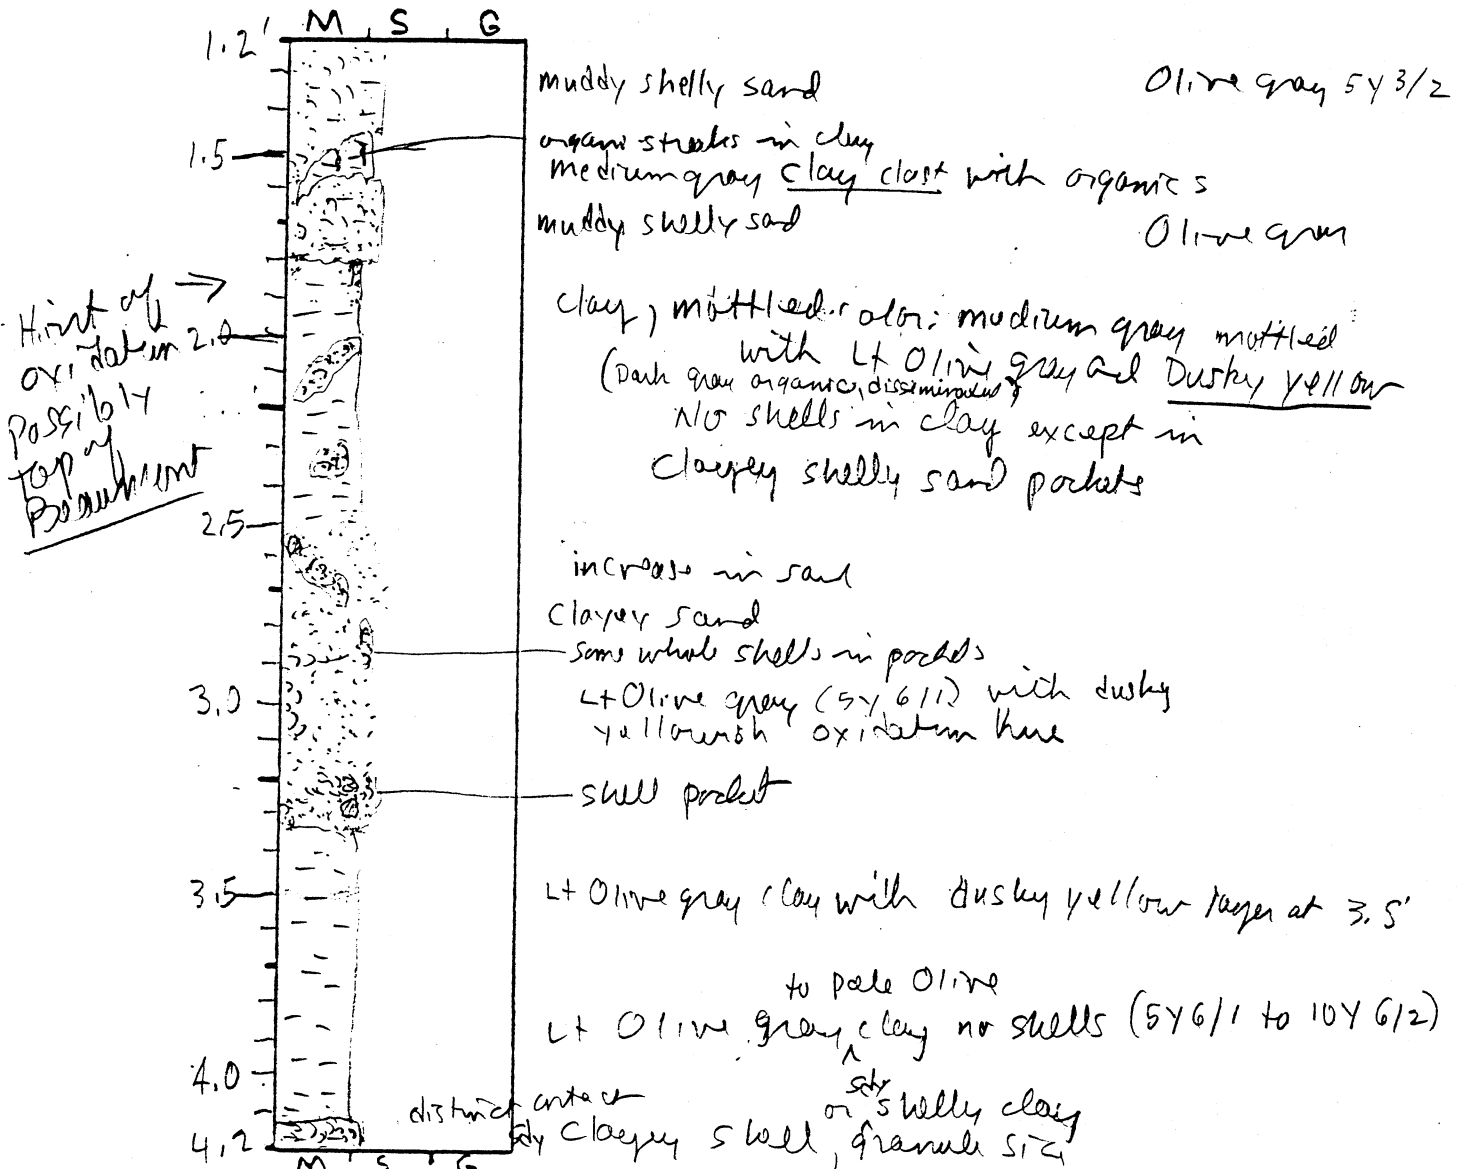 M S G
1.2'
muddy shelly sand
Olive gray 5Y 3/2
1.5
organic streaks in clay
medium gray clay clast with organics
muddy shelly sand
Olive gray
Hint of
oxidation
Possibly
top of
Beaumont
2.0
clay, mottled color: medium gray mottled
with Lt Olive gray and Dusky yellow
(Dark gray organics, disseminated)
No shells in clay except in
clayey shelly sand pockets
2.5
increase in sand
Clayey sand
some whole shells in pockets
3.0
Lt Olive gray (5Y 6/1) with dusky
yellowish oxidation here
shell pocket
3.5
Lt Olive gray clay with dusky yellow layer at 3.5'
to pale Olive
Lt Olive gray clay no shells (5Y6/1 to 10Y 6/2)
4.0
distinct contact
or sdy shelly clay
4.2
sdy clayey shell, granule size
M S G